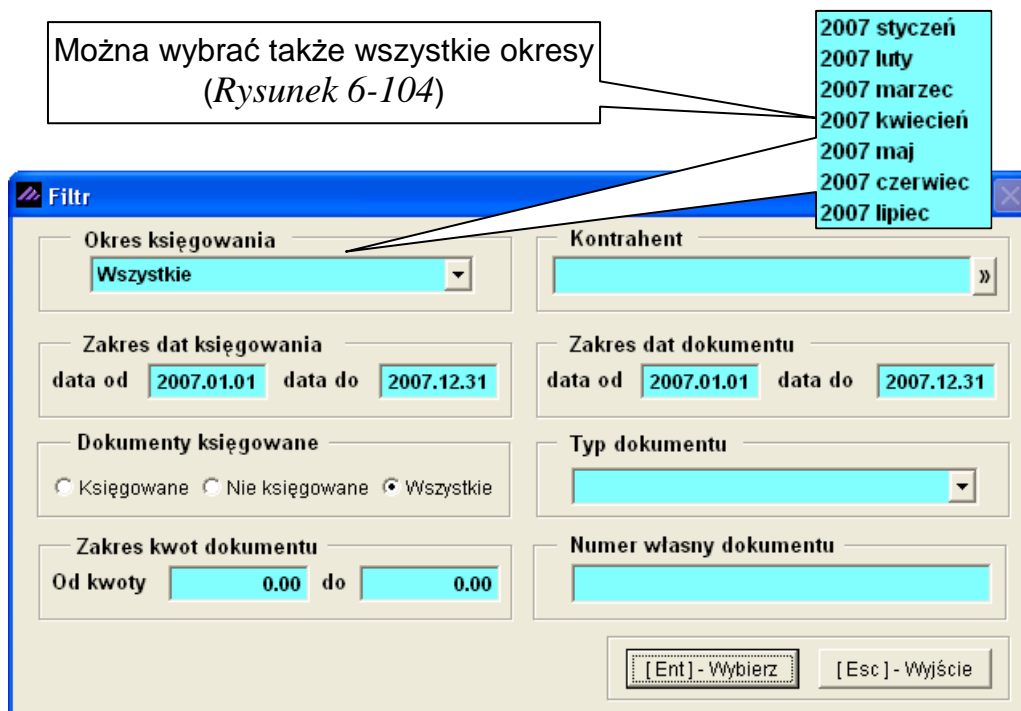 Można wybrać także wszystkie okresy
(Rysunek 6-104)
2007 styczeń
2007 luty
2007 marzec
2007 kwiecień
2007 maj
2007 czerwiec
2007 lipiec
Filtr
Okres księgowania
Wszystkie
Kontrahent
»
Zakres dat księgowania
data od 2007.01.01 data do 2007.12.31
Zakres dat dokumentu
data od 2007.01.01 data do 2007.12.31
Dokumenty księgowane
Księgowane Nie księgowane Wszystkie
Typ dokumentu
Zakres kwot dokumentu
Od kwoty 0.00 do 0.00
Numer własny dokumentu
[Ent] - Wybierz [Esc] - Wyjście